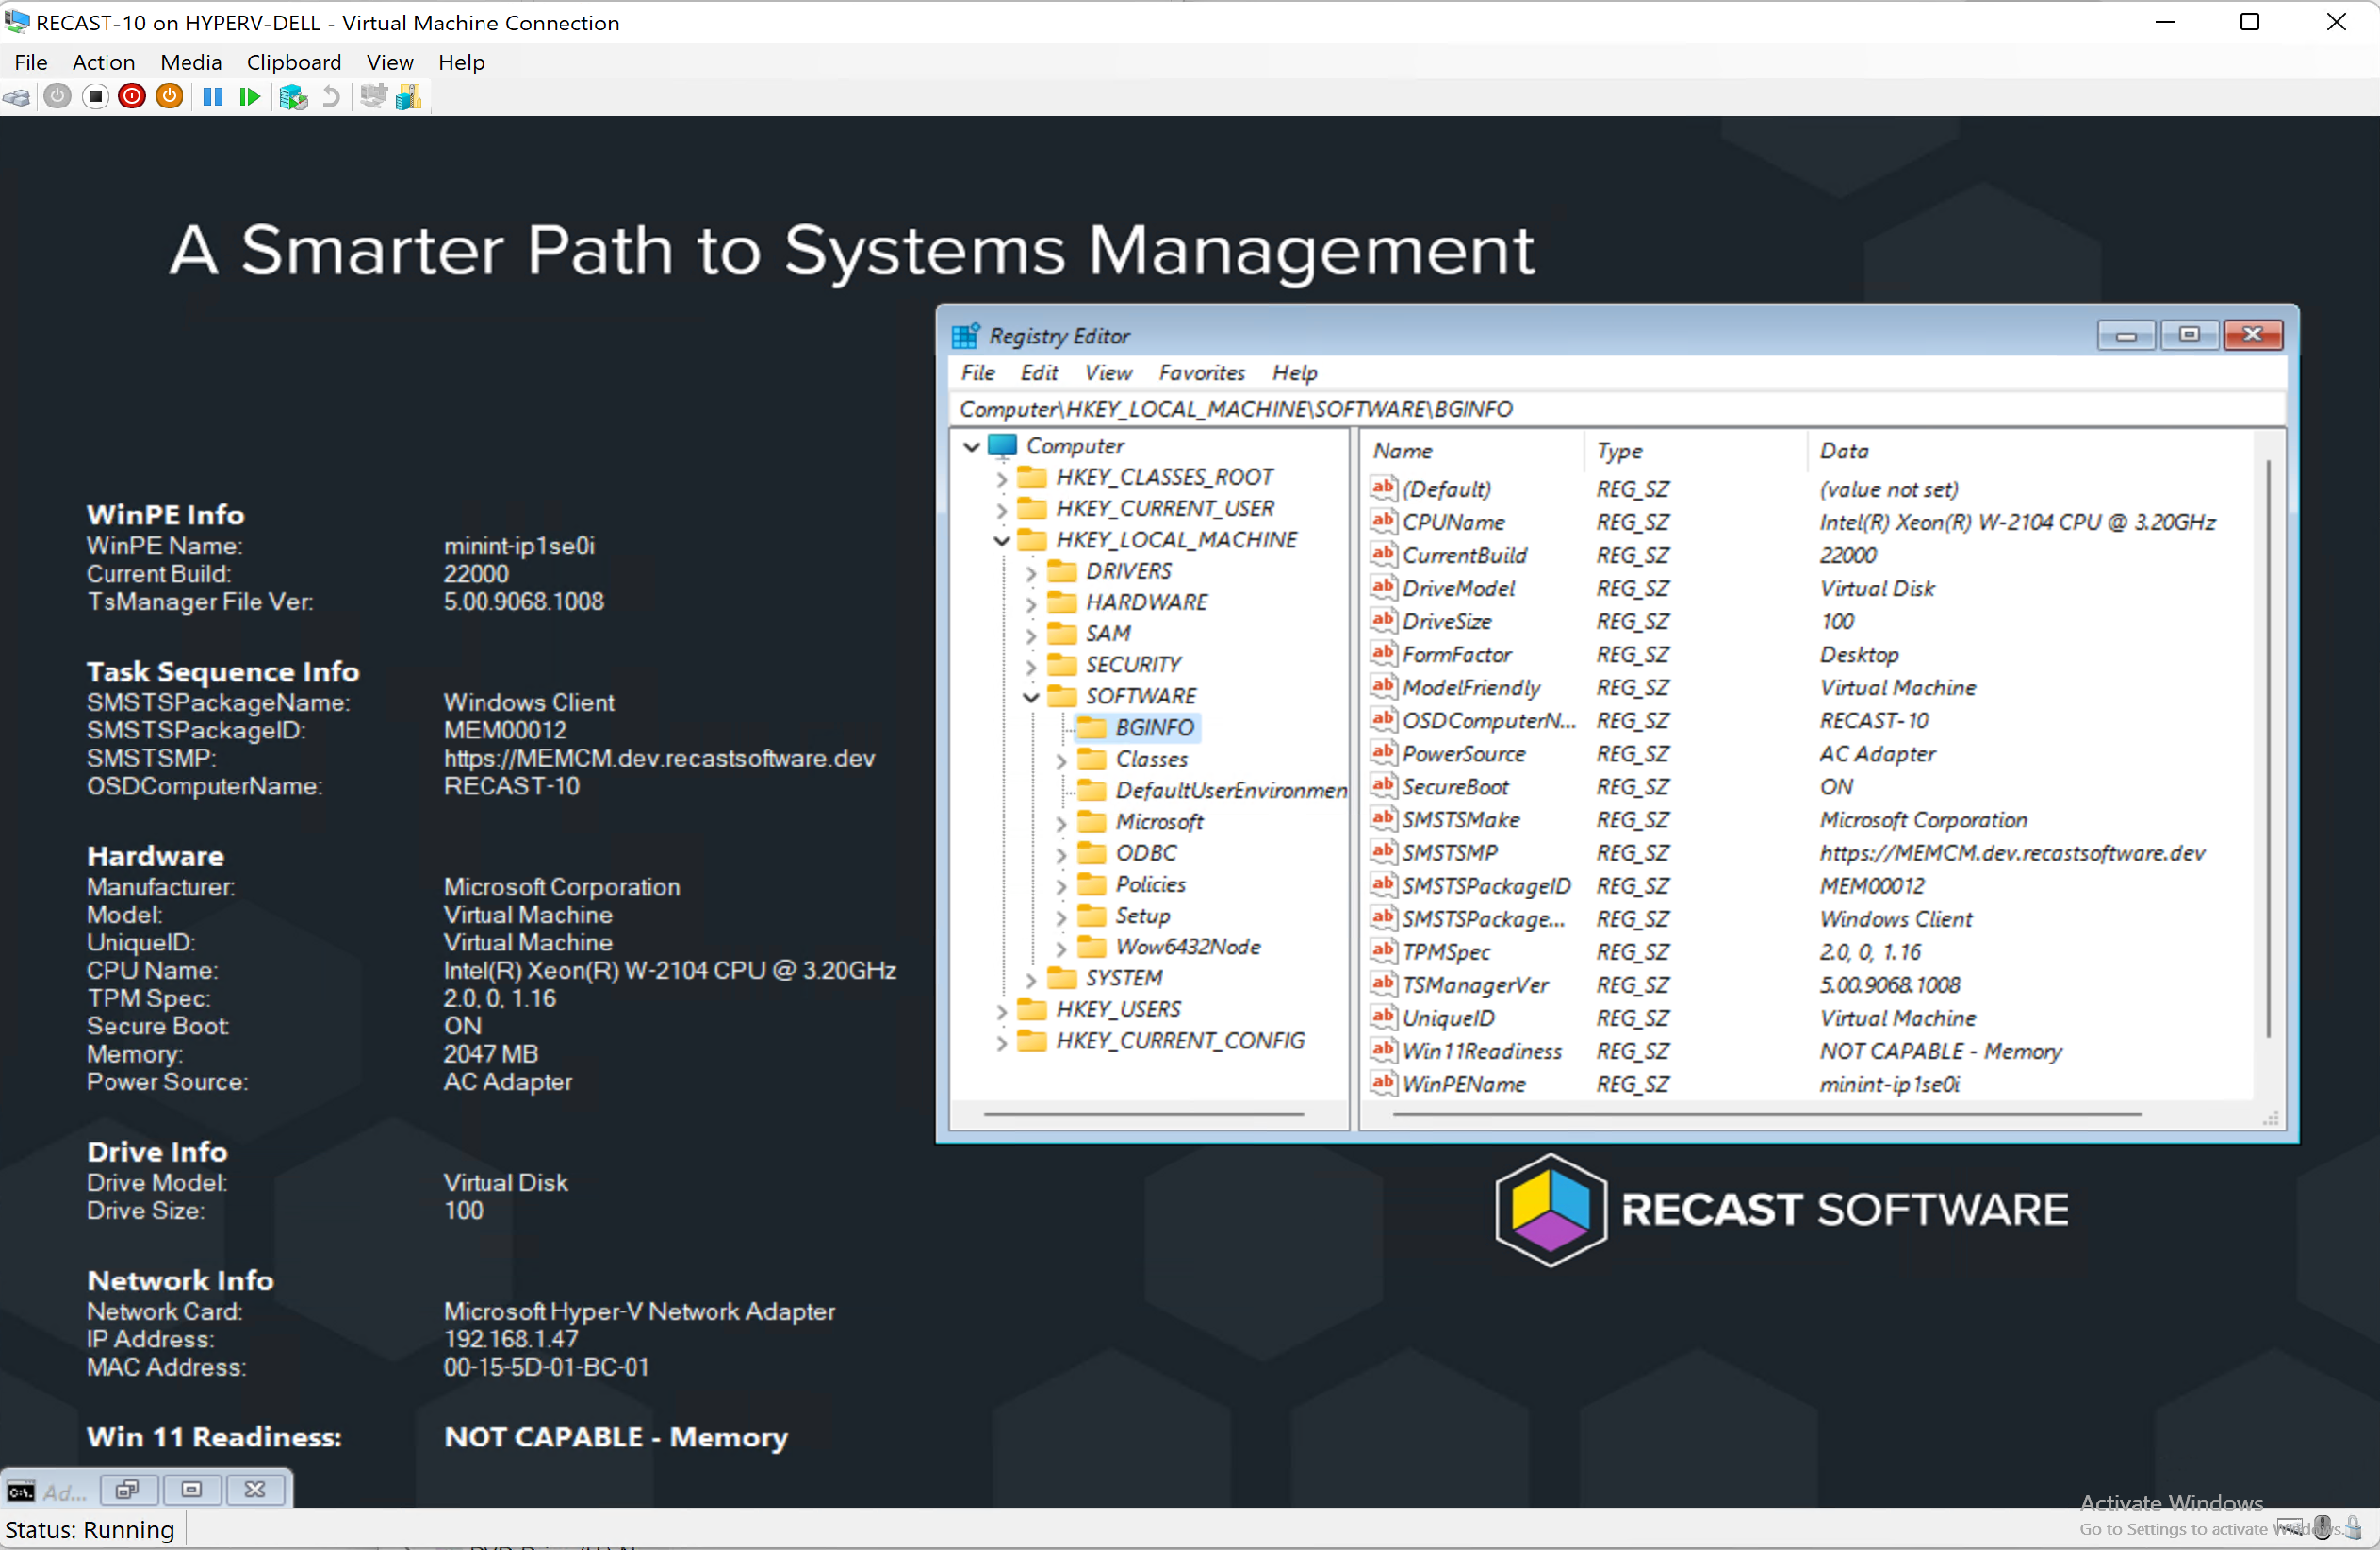 RECAST-10 on HYPERV-DELL - Virtual Machine Connection
File Action Media Clipboard View Help
A Smarter Path to Systems Management
WinPE Info
WinPE Name: minint-ip1se0i
Current Build: 22000
TsManager File Ver: 5.00.9068.1008
Task Sequence Info
SMSTSPackageName: Windows Client
SMSTSPackageID: MEM00012
SMSTSMP: https://MEMCM.dev.recastsoftware.dev
OSDComputerName: RECAST-10
Hardware
Manufacturer: Microsoft Corporation
Model: Virtual Machine
UniqueID: Virtual Machine
CPU Name: Intel(R) Xeon(R) W-2104 CPU @ 3.20GHz
TPM Spec: 2.0, 0, 1.16
Secure Boot: ON
Memory: 2047 MB
Power Source: AC Adapter
Drive Info
Drive Model: Virtual Disk
Drive Size: 100
Network Info
Network Card: Microsoft Hyper-V Network Adapter
IP Address: 192.168.1.47
MAC Address: 00-15-5D-01-BC-01
Win 11 Readiness: NOT CAPABLE - Memory
Registry Editor
File Edit View Favorites Help
Computer\HKEY_LOCAL_MACHINE\SOFTWARE\BGINFO
Computer
HKEY_CLASSES_ROOT
HKEY_CURRENT_USER
HKEY_LOCAL_MACHINE
DRIVERS
HARDWARE
SAM
SECURITY
SOFTWARE
BGINFO
Classes
DefaultUserEnvironmen
Microsoft
ODBC
Policies
Setup
Wow6432Node
SYSTEM
HKEY_USERS
HKEY_CURRENT_CONFIG
Name Type Data
(Default) REG_SZ (value not set)
CPUName REG_SZ Intel(R) Xeon(R) W-2104 CPU @ 3.20GHz
CurrentBuild REG_SZ 22000
DriveModel REG_SZ Virtual Disk
DriveSize REG_SZ 100
FormFactor REG_SZ Desktop
ModelFriendly REG_SZ Virtual Machine
OSDComputerN... REG_SZ RECAST-10
PowerSource REG_SZ AC Adapter
SecureBoot REG_SZ ON
SMSTSMake REG_SZ Microsoft Corporation
SMSTSMP REG_SZ https://MEMCM.dev.recastsoftware.dev
SMSTSPackageID REG_SZ MEM00012
SMSTSPackage... REG_SZ Windows Client
TPMSpec REG_SZ 2.0, 0, 1.16
TSManagerVer REG_SZ 5.00.9068.1008
UniqueID REG_SZ Virtual Machine
Win11Readiness REG_SZ NOT CAPABLE - Memory
WinPEName REG_SZ minint-ip1se0i
RECAST SOFTWARE
Ad...
Activate Windows
Go to Settings to activate Windows.
Status: Running